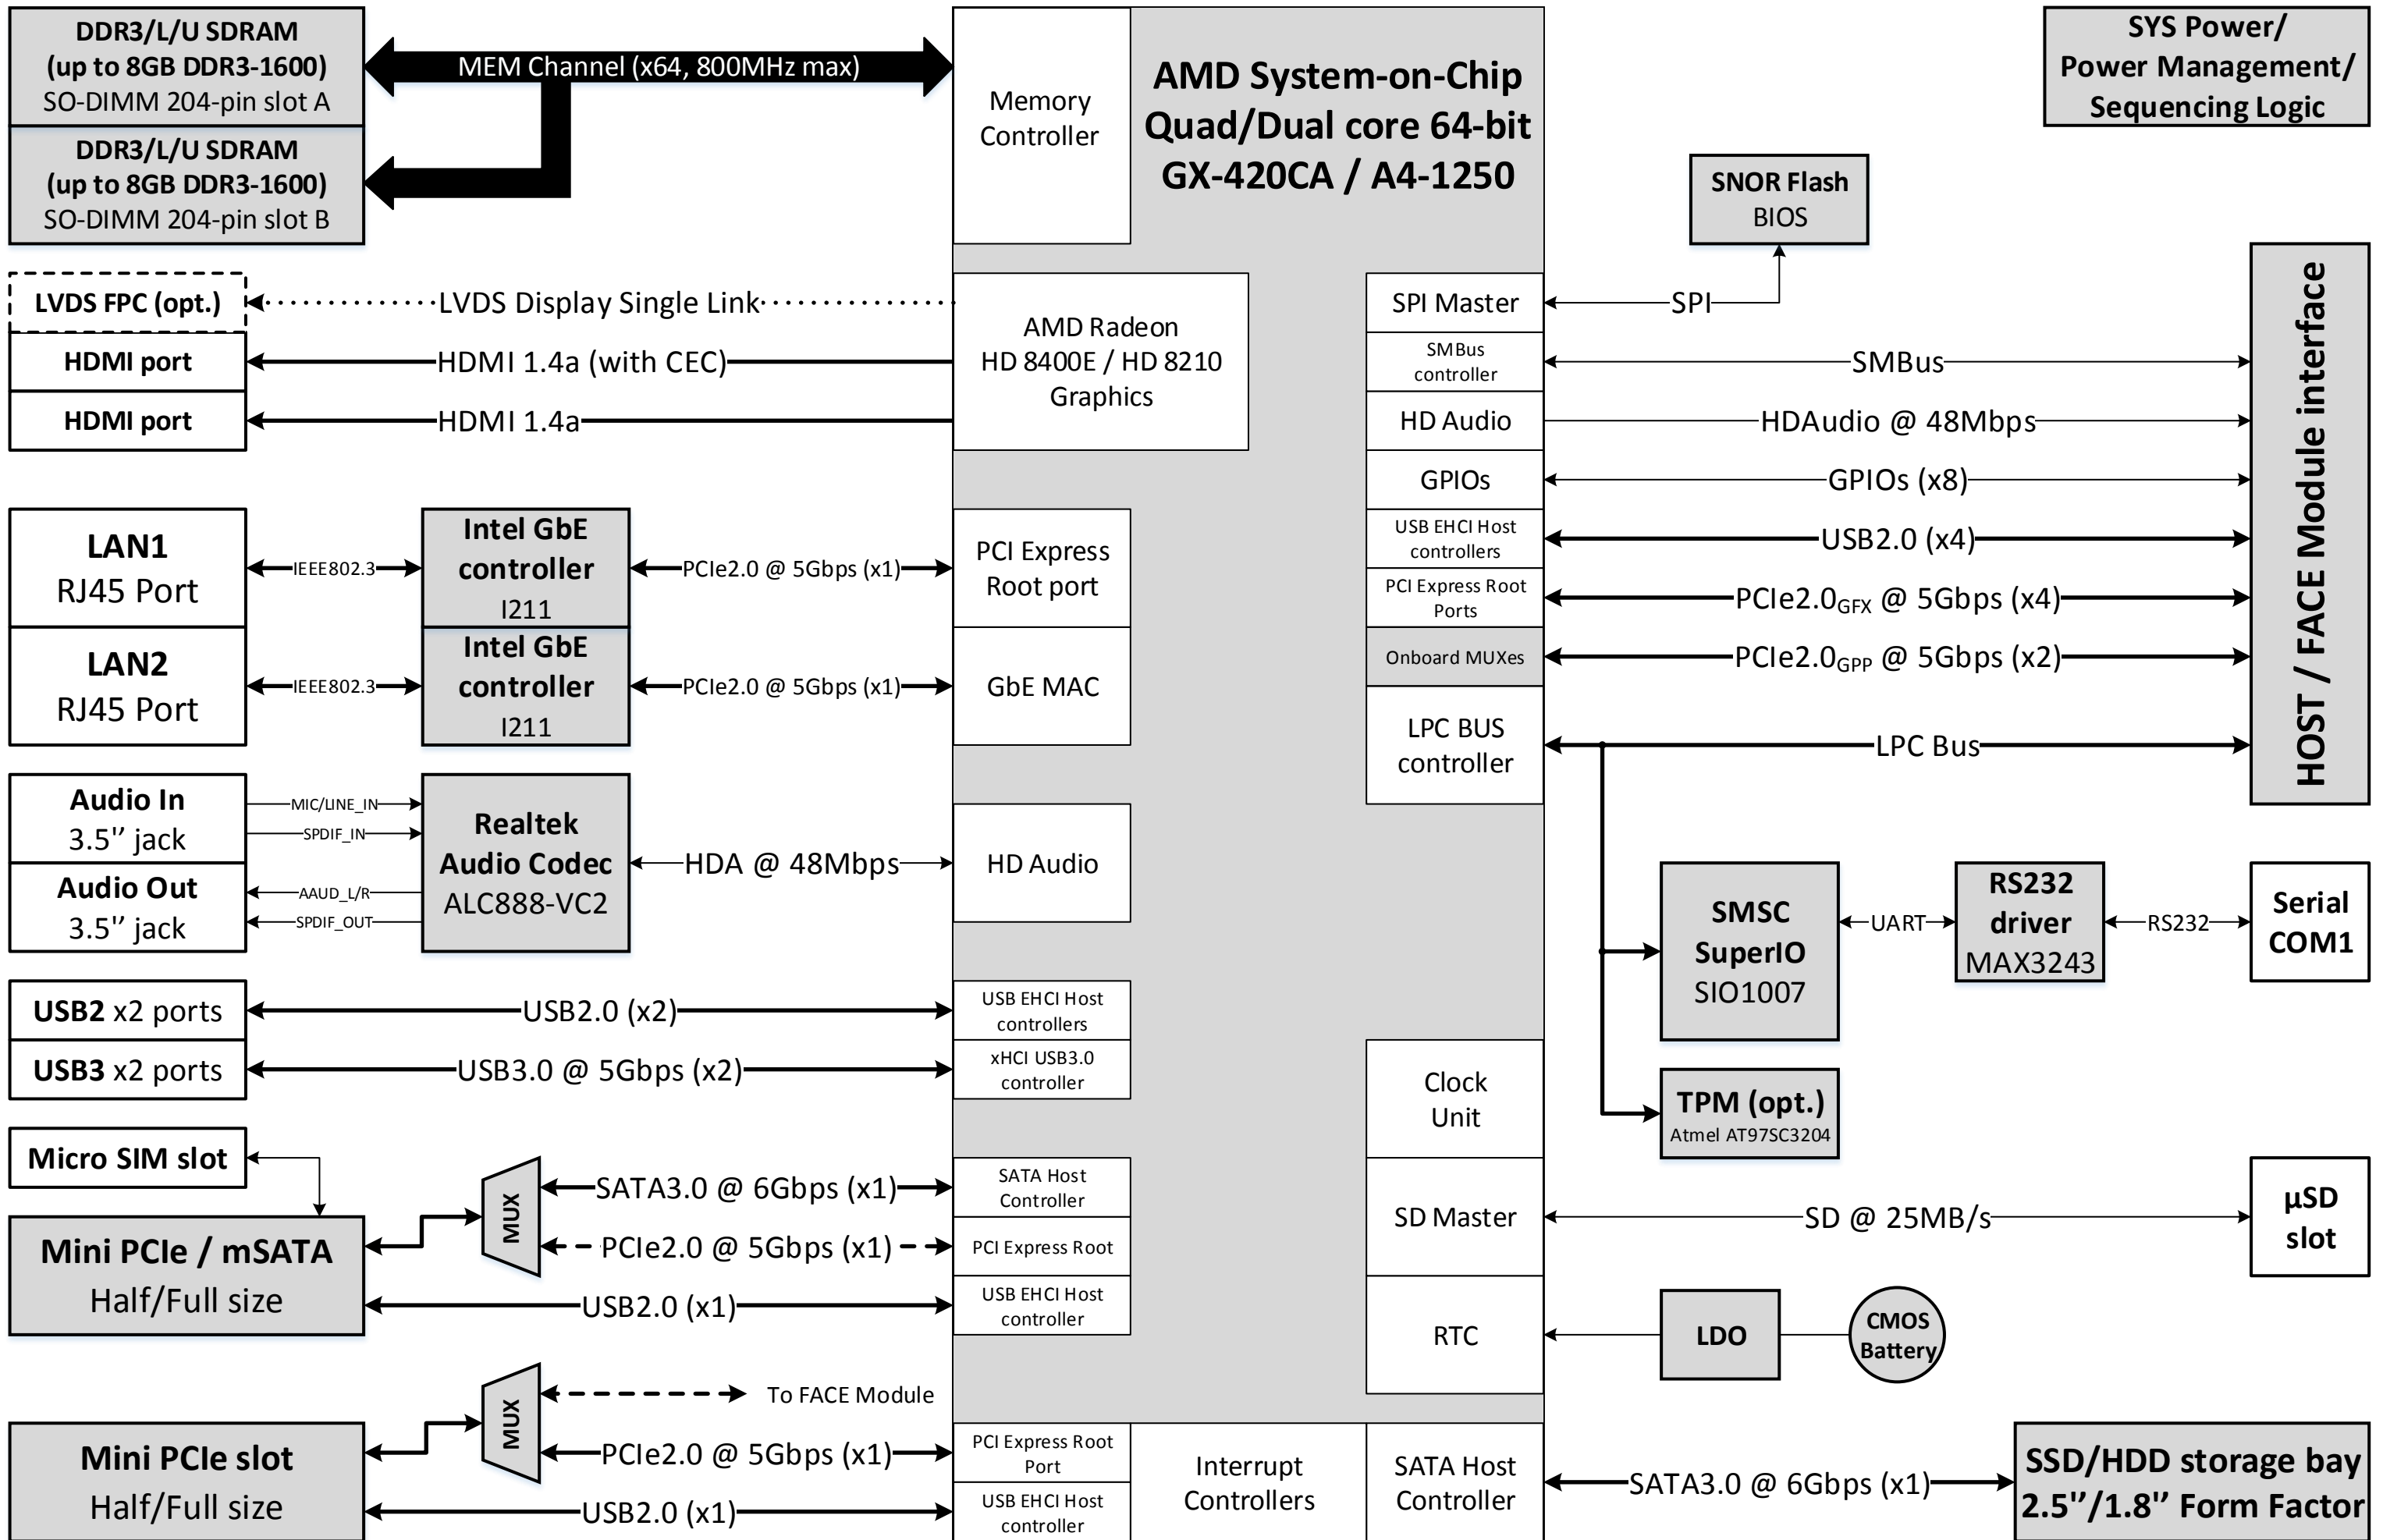 DDR3/L/U SDRAM
(up to 8GB DDR3-1600)
SO-DIMM 204-pin slot A
DDR3/L/U SDRAM
(up to 8GB DDR3-1600)
SO-DIMM 204-pin slot B
MEM Channel (x64, 800MHz max)
Memory
Controller
AMD System-on-Chip
Quad/Dual core 64-bit
GX-420CA / A4-1250
SYS Power/
Power Management/
Sequencing Logic
SNOR Flash
BIOS
LVDS FPC (opt.)
LVDS Display Single Link
HDMI port
HDMI 1.4a (with CEC)
HDMI port
HDMI 1.4a
AMD Radeon
HD 8400E / HD 8210
Graphics
SPI Master
SPI
SMBus
controller
SMBus
HD Audio
HDAudio @ 48Mbps
GPIOs
GPIOs (x8)
USB EHCI Host
controllers
USB2.0 (x4)
PCI Express Root
Ports
PCIe2.0GFX @ 5Gbps (x4)
Onboard MUXes
PCIe2.0GPP @ 5Gbps (x2)
LPC BUS
controller
LPC Bus
HOST / FACE Module interface
LAN1
RJ45 Port
IEEE802.3
Intel GbE
controller
I211
PCIe2.0 @ 5Gbps (x1)
PCI Express
Root port
LAN2
RJ45 Port
IEEE802.3
Intel GbE
controller
I211
PCIe2.0 @ 5Gbps (x1)
GbE MAC
Audio In
3.5'' jack
MIC/LINE_IN
SPDIF_IN
Audio Out
3.5'' jack
AAUD_L/R
SPDIF_OUT
Realtek
Audio Codec
ALC888-VC2
HDA @ 48Mbps
HD Audio
SMSC
SuperIO
SIO1007
UART
RS232
driver
MAX3243
RS232
Serial
COM1
USB2 x2 ports
USB2.0 (x2)
USB EHCI Host
controllers
USB3 x2 ports
USB3.0 @ 5Gbps (x2)
xHCI USB3.0
controller
Clock
Unit
TPM (opt.)
Atmel AT97SC3204
Micro SIM slot
Mini PCIe / mSATA
Half/Full size
MUX
SATA3.0 @ 6Gbps (x1)
SATA Host
Controller
PCIe2.0 @ 5Gbps (x1)
PCI Express Root
USB2.0 (x1)
USB EHCI Host
controller
SD Master
SD @ 25MB/s
µSD
slot
RTC
LDO
CMOS
Battery
Mini PCIe slot
Half/Full size
MUX
To FACE Module
PCIe2.0 @ 5Gbps (x1)
PCI Express Root
Port
USB2.0 (x1)
USB EHCI Host
controller
Interrupt
Controllers
SATA Host
Controller
SATA3.0 @ 6Gbps (x1)
SSD/HDD storage bay
2.5''/1.8'' Form Factor